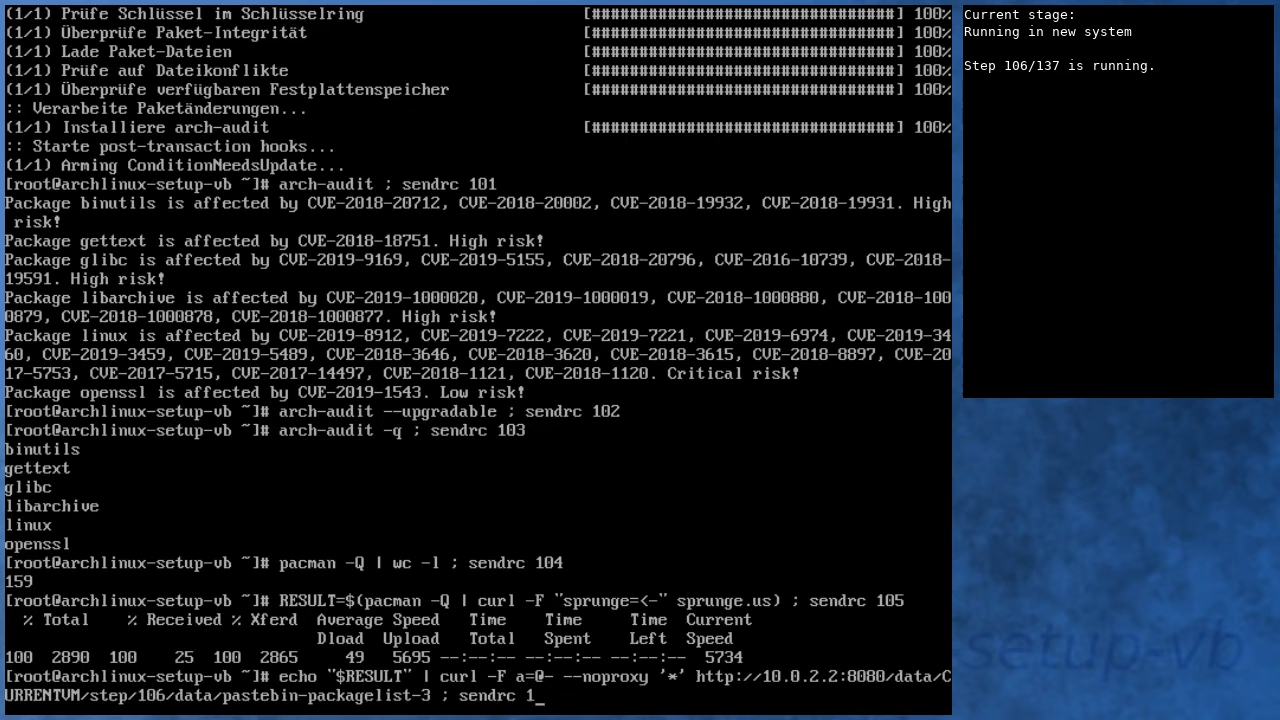 (1/1) Prüfe Schlüssel im Schlüsselring [################################] 100%
(1/1) Überprüfe Paket-Integrität [################################] 100%
(1/1) Lade Paket-Dateien [################################] 100%
(1/1) Prüfe auf Dateikonflikte [################################] 100%
(1/1) Überprüfe verfügbaren Festplattenspeicher [################################] 100%
:: Verarbeite Paketänderungen...
(1/1) Installiere arch-audit [################################] 100%
:: Starte post-transaction hooks...
(1/1) Arming ConditionNeedsUpdate...
[root@archlinux-setup-vb ~]# arch-audit ; sendrc 101
Package binutils is affected by CVE-2018-20712, CVE-2018-20002, CVE-2018-19932, CVE-2018-19931. High
 risk!
Package gettext is affected by CVE-2018-18751. High risk!
Package glibc is affected by CVE-2019-9169, CVE-2019-5155, CVE-2018-20796, CVE-2016-10739, CVE-2018-
19591. High risk!
Package libarchive is affected by CVE-2019-1000020, CVE-2019-1000019, CVE-2018-1000880, CVE-2018-100
0879, CVE-2018-1000878, CVE-2018-1000877. High risk!
Package linux is affected by CVE-2019-8912, CVE-2019-7222, CVE-2019-7221, CVE-2019-6974, CVE-2019-34
60, CVE-2019-3459, CVE-2019-5489, CVE-2018-3646, CVE-2018-3620, CVE-2018-3615, CVE-2018-8897, CVE-20
17-5753, CVE-2017-5715, CVE-2017-14497, CVE-2018-1121, CVE-2018-1120. Critical risk!
Package openssl is affected by CVE-2019-1543. Low risk!
[root@archlinux-setup-vb ~]# arch-audit --upgradable ; sendrc 102
[root@archlinux-setup-vb ~]# arch-audit -q ; sendrc 103
binutils
gettext
glibc
libarchive
linux
openssl
[root@archlinux-setup-vb ~]# pacman -Q | wc -l ; sendrc 104
159
[root@archlinux-setup-vb ~]# RESULT=$(pacman -Q | curl -F "sprunge=<-" sprunge.us) ; sendrc 105
  % Total    % Received % Xferd  Average Speed   Time    Time     Time  Current
                                 Dload  Upload   Total   Spent    Left  Speed
100  2890  100    25  100  2865     49   5695 --:--:-- --:--:-- --:--:--  5734
[root@archlinux-setup-vb ~]# echo "$RESULT" | curl -F a=@- --noproxy '*' http://10.0.2.2:8080/data/C
URRENTVM/step/106/data/pastebin-packagelist-3 ; sendrc 1_
Current stage:
Running in new system
Step 106/137 is running.
setup-vb